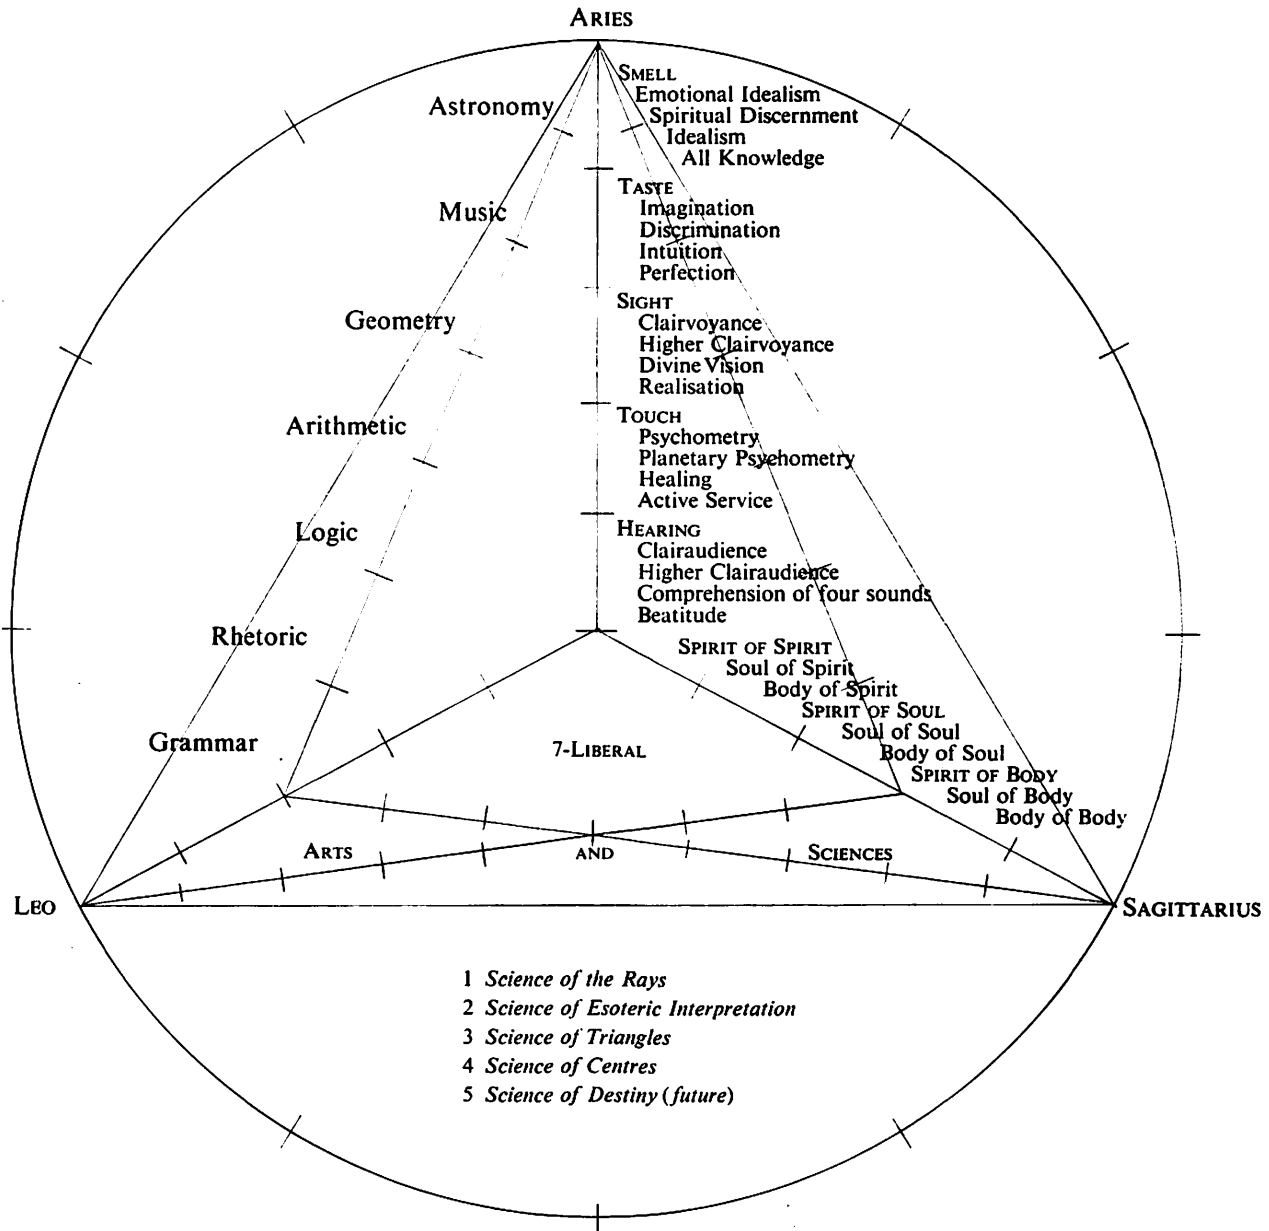 ARIES
Astronomy
Music
Geometry
Arithmetic
Logic
Rhetoric
Grammar
SMELL
Emotional Idealism
Spiritual Discernment
Idealism
All Knowledge
TASTE
Imagination
Discrimination
Intuition
Perfection
SIGHT
Clairvoyance
Higher Clairvoyance
Divine Vision
Realisation
TOUCH
Psychometry
Planetary Psychometry
Healing
Active Service
HEARING
Clairaudience
Higher Clairaudience
Comprehension of four sounds
Beatitude
SPIRIT OF SPIRIT
Soul of Spirit
Body of Spirit
SPIRIT OF SOUL
Soul of Soul
Body of Soul
SPIRIT OF BODY
Soul of Body
Body of Body
7-LIBERAL
ARTS AND SCIENCES
LEO
SAGITTARIUS
1 Science of the Rays
2 Science of Esoteric Interpretation
3 Science of Triangles
4 Science of Centres
5 Science of Destiny (future)